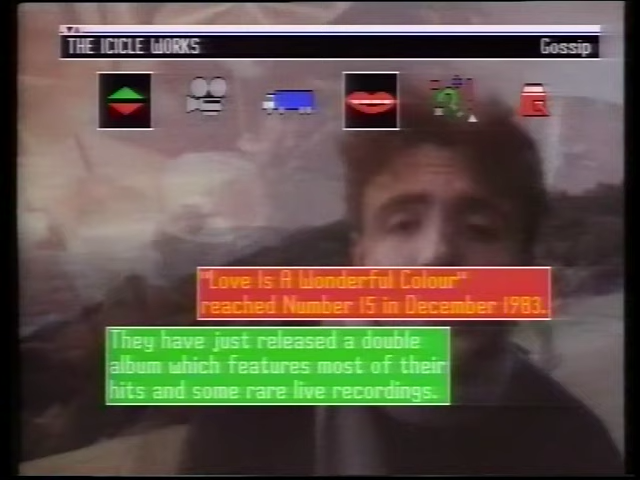 THE ICICLE WORKS
Gossip
"Love Is A Wonderful Colour"
reached Number 15 in December 1983.
They have just released a double
album which features most of their
hits and some rare live recordings.